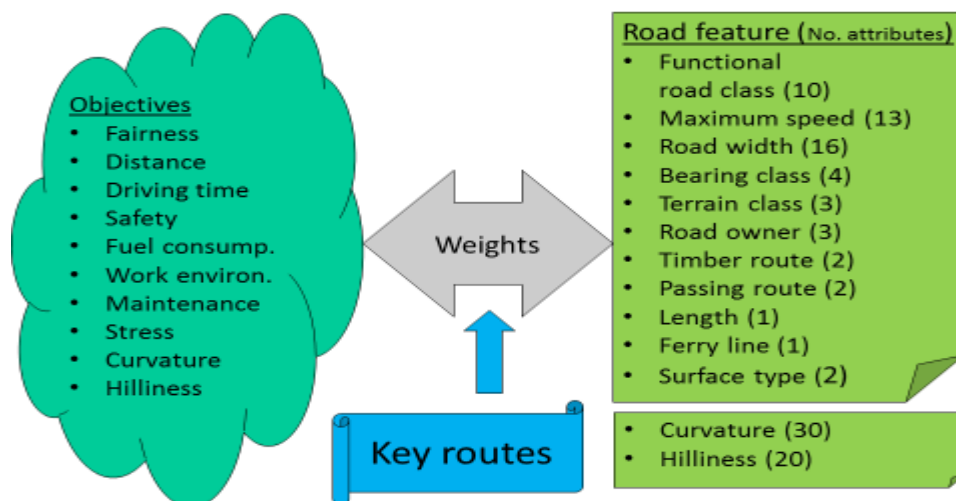 Objectives
• Fairness
• Distance
• Driving time
• Safety
• Fuel consump.
• Work environ.
• Maintenance
• Stress
• Curvature
• Hilliness
Weights
Key routes
Road feature (No. attributes)
• Functional
road class (10)
• Maximum speed (13)
• Road width (16)
• Bearing class (4)
• Terrain class (3)
• Road owner (3)
• Timber route (2)
• Passing route (2)
• Length (1)
• Ferry line (1)
• Surface type (2)
• Curvature (30)
• Hilliness (20)